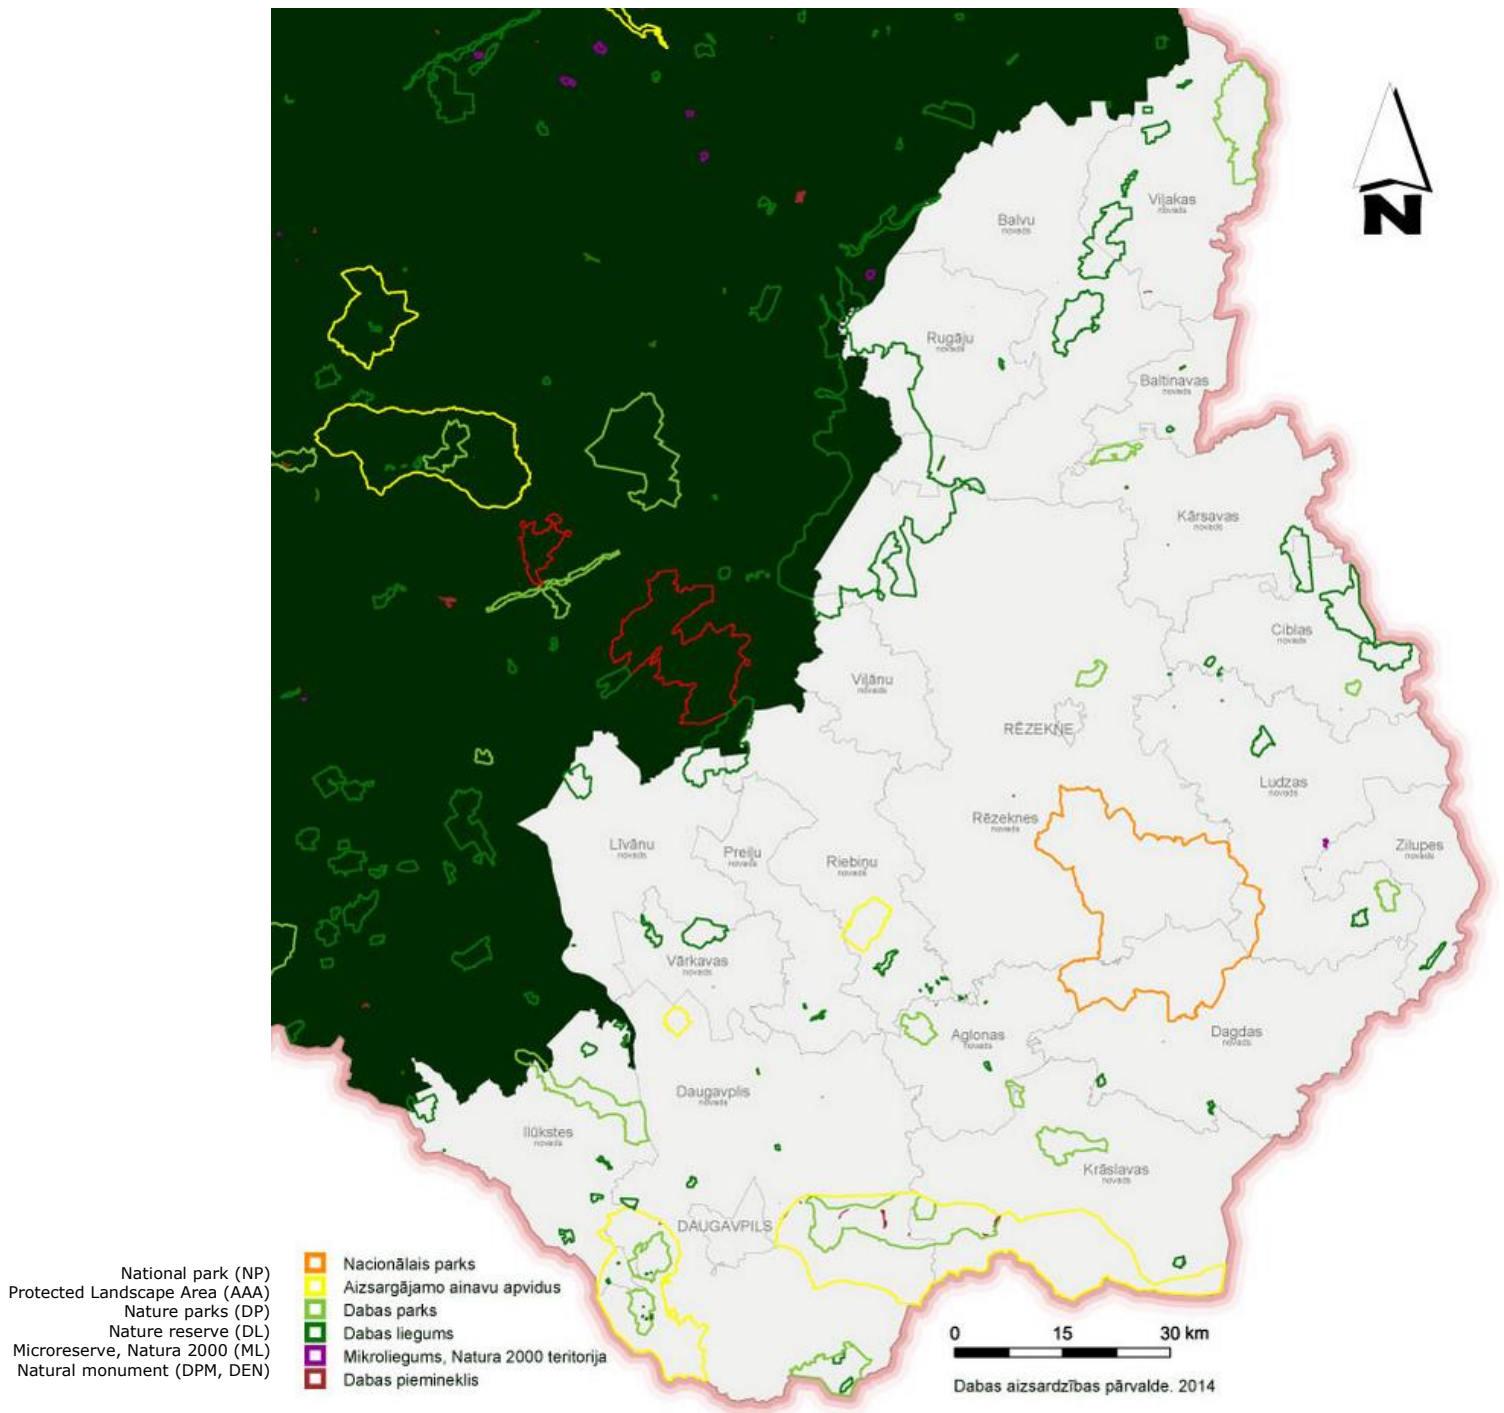 N
Viļakas
novads
Balvu
novads
Rugāju
novads
Baltinavas
novads
Kārsavas
novads
Ciblas
novads
Viļānu
novads
RĒZEKNE
Ludzas
novads
Rēzeknes
novads
Līvānu
novads
Preiļu
novads
Riebiņu
novads
Zilupes
novads
Vārkavas
novads
Aglonas
novads
Dagdas
novads
Daugavplis
novads
Ilūkstes
novads
Krāslavas
novads
DAUGAVPILS
National park (NP)
Protected Landscape Area (AAA)
Nature parks (DP)
Nature reserve (DL)
Microreserve, Natura 2000 (ML)
Natural monument (DPM, DEN)
Nacionālais parks
Aizsargājamo ainavu apvidus
Dabas parks
Dabas liegums
Mikroliegums, Natura 2000 teritorija
Dabas piemineklis
0 15 30 km
Dabas aizsardzības pārvalde. 2014